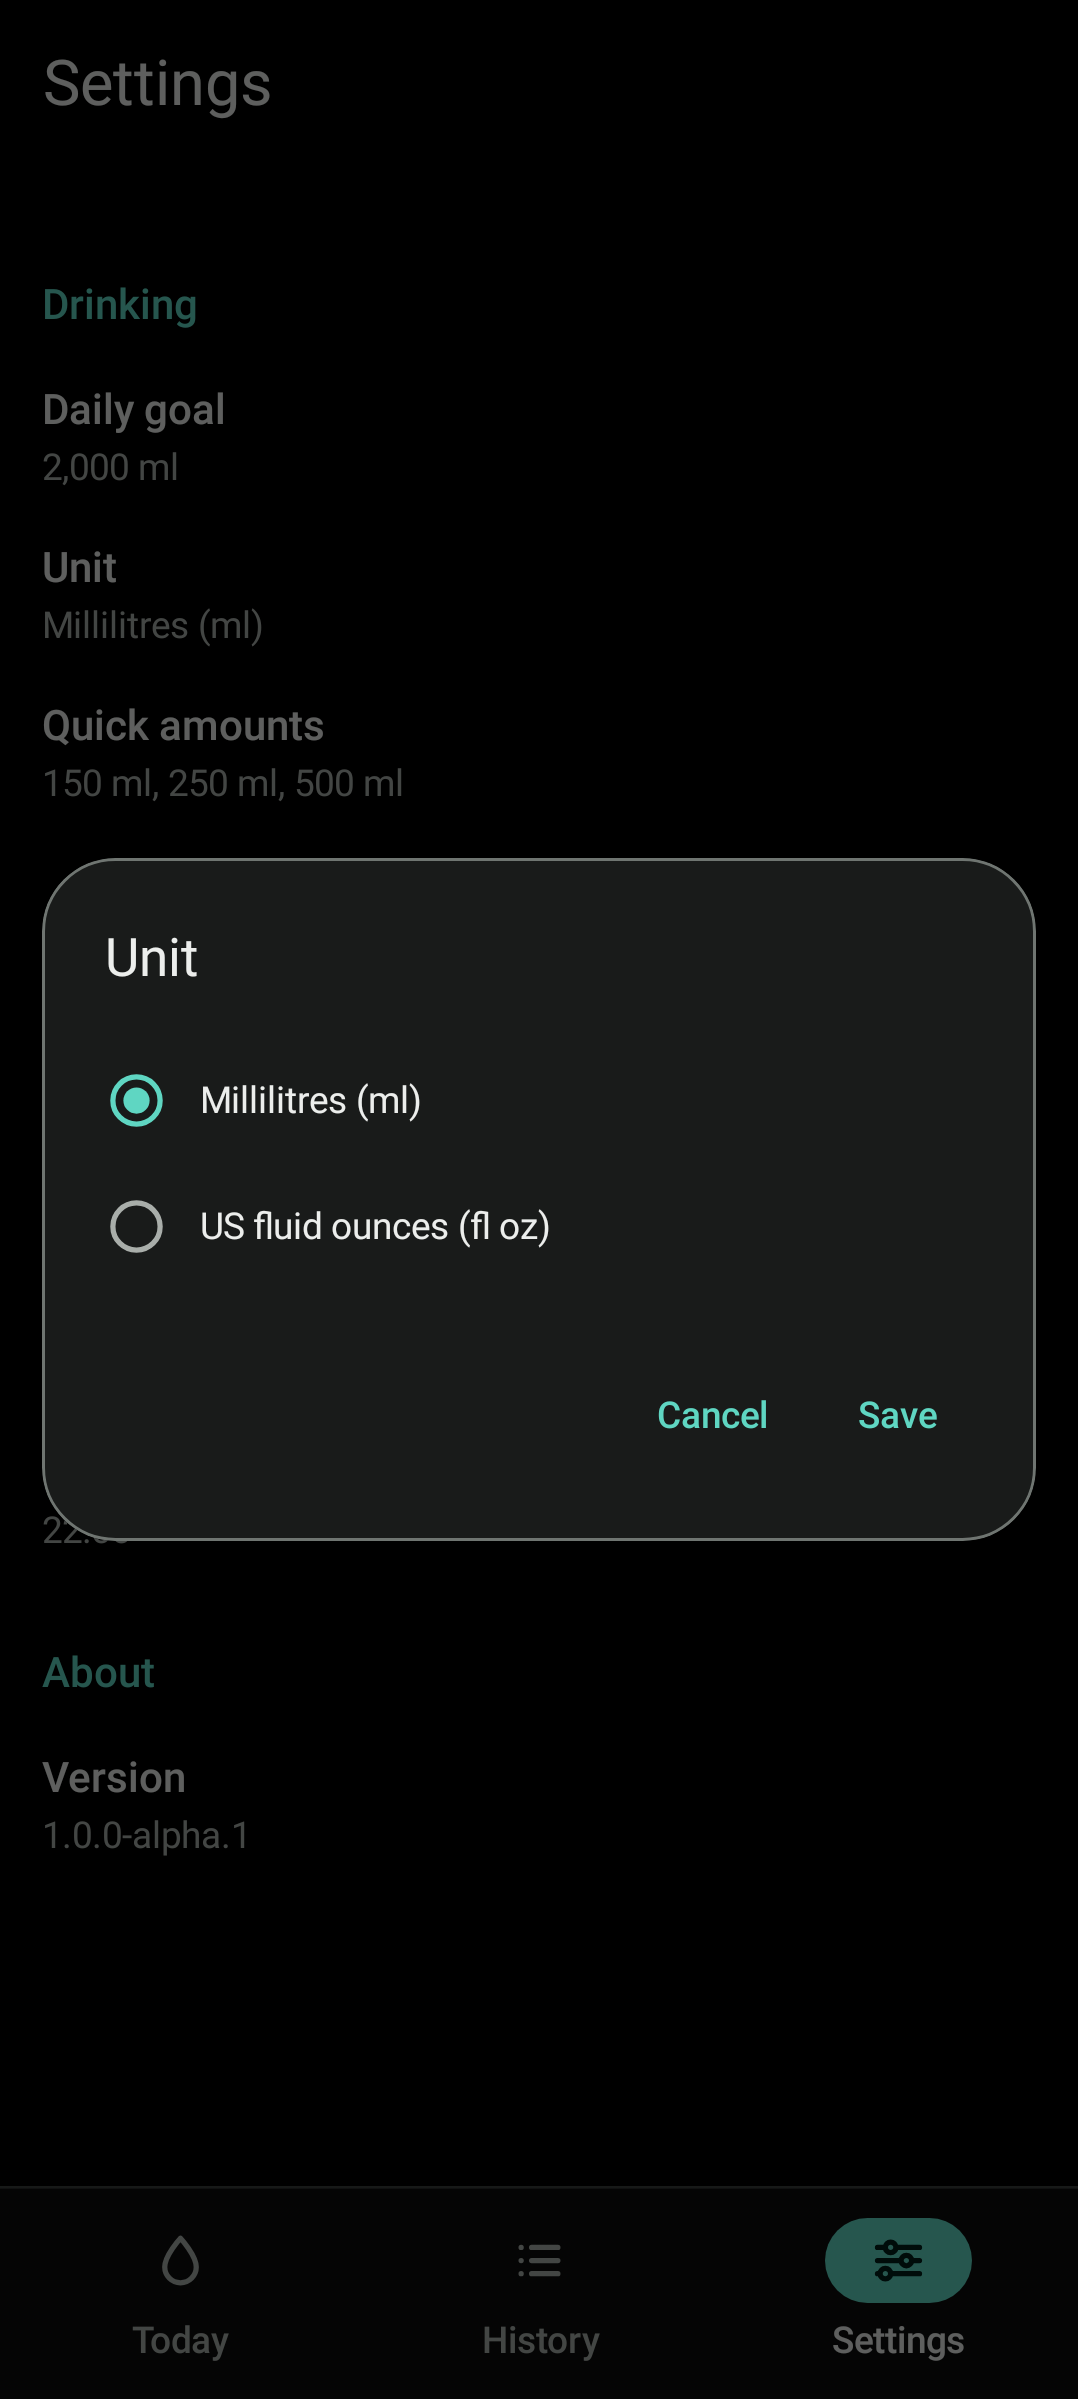 Settings
Drinking
Daily goal
2,000 ml
Unit
Millilitres (ml)
Quick amounts
150 ml, 250 ml, 500 ml
Unit
Millilitres (ml)
US fluid ounces (fl oz)
Cancel
Save
About
Version
1.0.0-alpha.1
Today
History
Settings